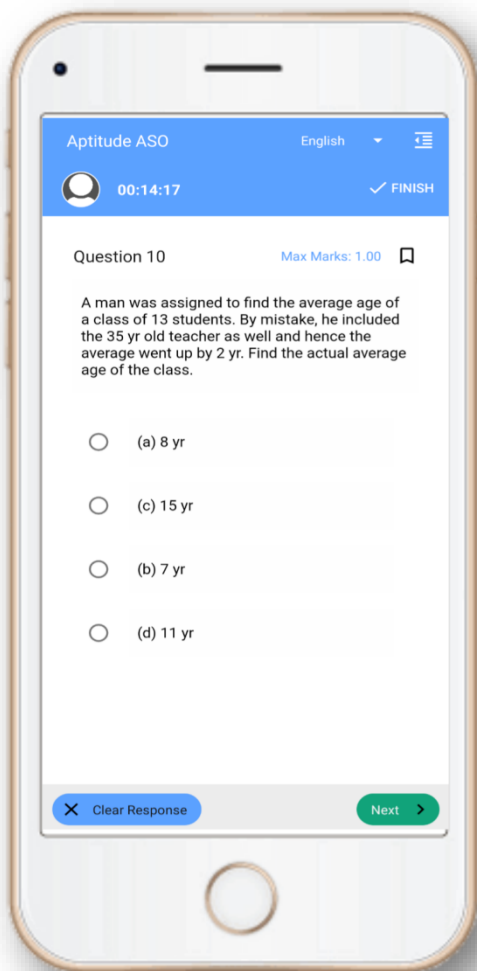 Aptitude ASO
English
00:14:17
FINISH
Question 10
Max Marks: 1.00
A man was assigned to find the average age of
a class of 13 students. By mistake, he included
the 35 yr old teacher as well and hence the
average went up by 2 yr. Find the actual average
age of the class.
(a) 8 yr
(c) 15 yr
(b) 7 yr
(d) 11 yr
Clear Response
Next